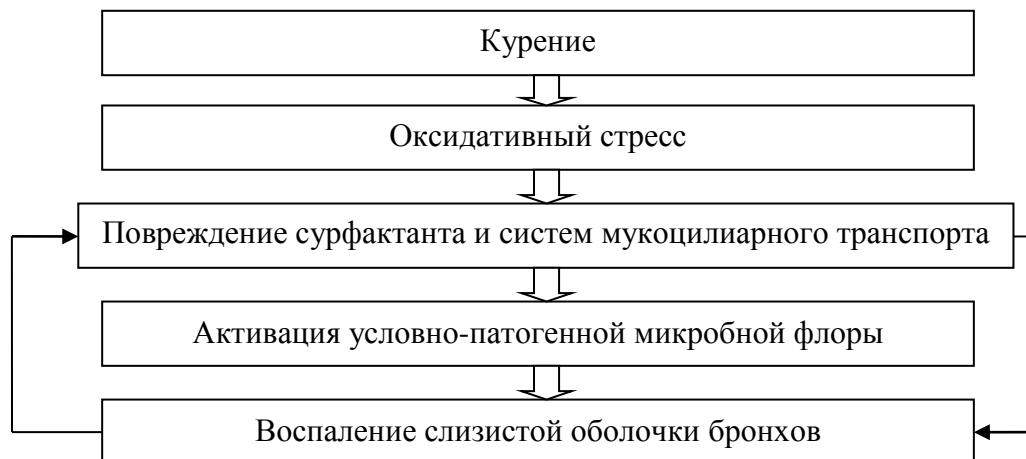 Курение
Оксидативный стресс
Повреждение сурфактанта и систем мукоцилиарного транспорта
Активация условно-патогенной микробной флоры
Воспаление слизистой оболочки бронхов